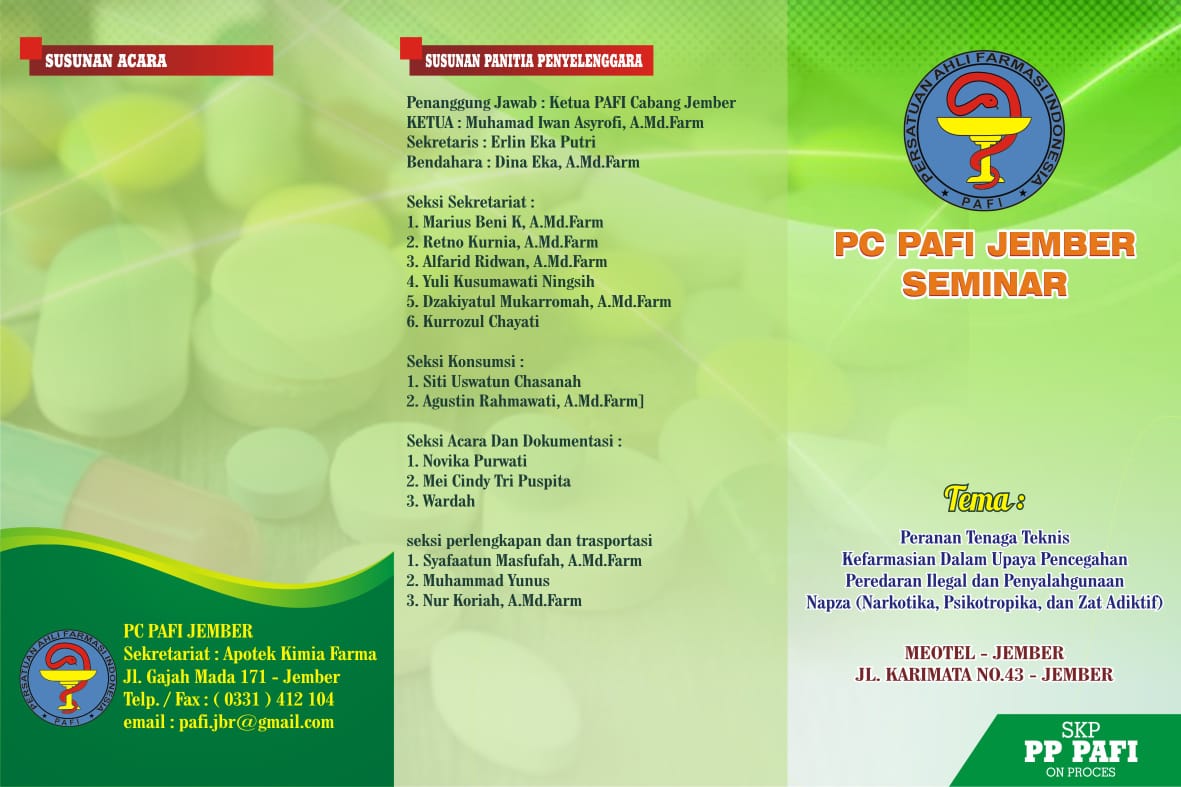 SUSUNAN ACARA
PERSATUAN AHLI FARMASI INDONESIA
PAFI
PC PAFI JEMBER
Sekretariat : Apotek Kimia Farma
Jl. Gajah Mada 171 - Jember
Telp. / Fax : ( 0331 ) 412 104
email : pafi.jbr@gmail.com
SUSUNAN PANITIA PENYELENGGARA
Penanggung Jawab : Ketua PAFI Cabang Jember
KETUA : Muhamad Iwan Asyrofi, A.Md.Farm
Sekretaris : Erlin Eka Putri
Bendahara : Dina Eka, A.Md.Farm
Seksi Sekretariat :
1. Marius Beni K, A.Md.Farm
2. Retno Kurnia, A.Md.Farm
3. Alfarid Ridwan, A.Md.Farm
4. Yuli Kusumawati Ningsih
5. Dzakiyatul Mukarromah, A.Md.Farm
6. Kurrozul Chayati
Seksi Konsumsi :
1. Siti Uswatun Chasanah
2. Agustin Rahmawati, A.Md.Farm]
Seksi Acara Dan Dokumentasi :
1. Novika Purwati
2. Mei Cindy Tri Puspita
3. Wardah
seksi perlengkapan dan trasportasi
1. Syafaatun Masfufah, A.Md.Farm
2. Muhammad Yunus
3. Nur Koriah, A.Md.Farm
PERSATUAN AHLI FARMASI INDONESIA
PAFI
PC PAFI JEMBER
SEMINAR
Tema :
Peranan Tenaga Teknis
Kefarmasian Dalam Upaya Pencegahan
Peredaran Ilegal dan Penyalahgunaan
Napza (Narkotika, Psikotropika, dan Zat Adiktif)
MEOTEL - JEMBER
JL. KARIMATA NO.43 - JEMBER
SKP
PP PAFI
ON PROCES